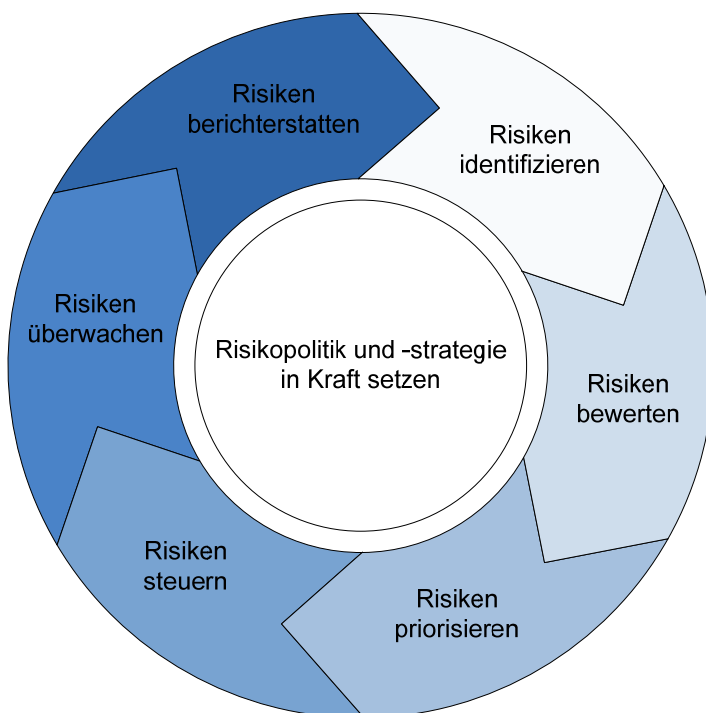 Risiken
berichterstatten
Risiken
identifizieren
Risiken
überwachen
Risikopolitik und -strategie
in Kraft setzen
Risiken
bewerten
Risiken
steuern
Risiken
priorisieren